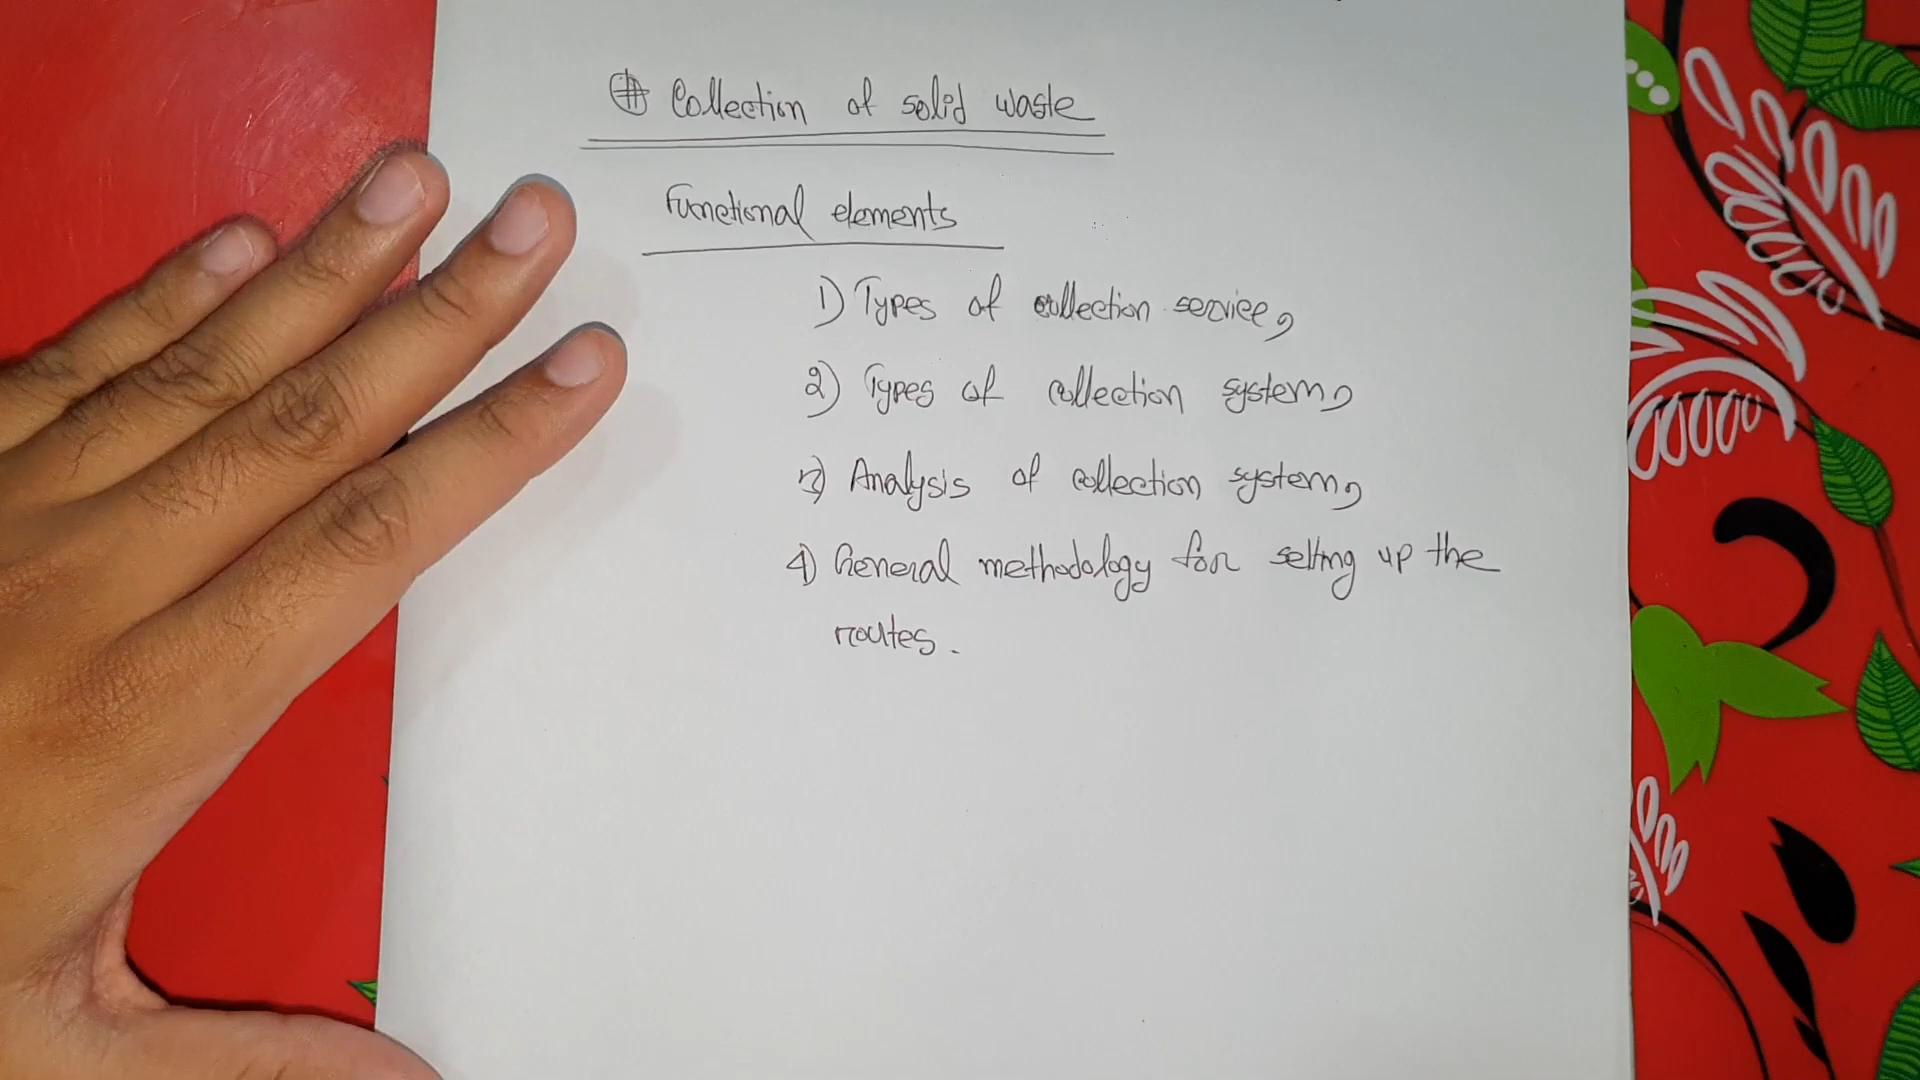 # Collection of solid waste
Functional elements
1) Types of collection service,
2) Types of collection system,
3) Analysis of collection system,
4) General methodology for setting up the
routes.